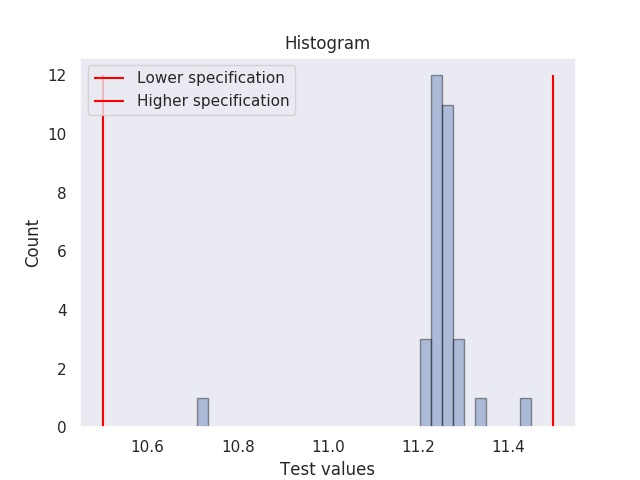 Histogram
Lower specification
Higher specification
12
10
8
6
4
2
0
Count
10.6 10.8 11.0 11.2 11.4
Test values